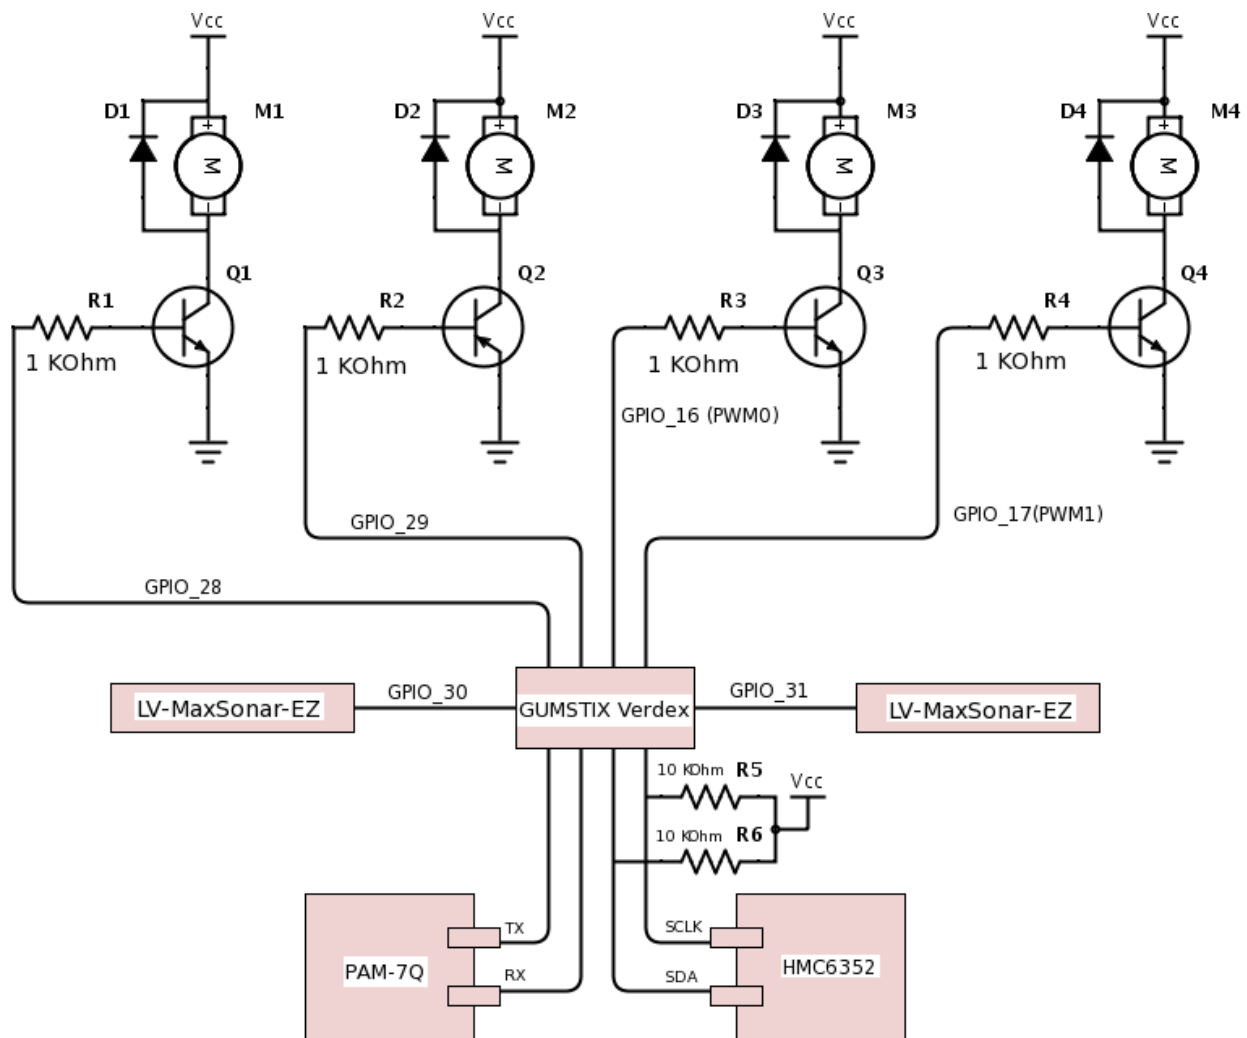 Vcc
Vcc
Vcc
Vcc
D1
M1
D2
M2
D3
M3
D4
M4
+
M
-
+
M
-
+
M
-
+
M
-
Q1
Q2
Q3
Q4
R1
R2
R3
R4
1 KOhm
1 KOhm
1 KOhm
1 KOhm
GPIO_16 (PWM0)
GPIO_29
GPIO_17(PWM1)
GPIO_28
GPIO_30
GPIO_31
LV-MaxSonar-EZ
GUMSTIX Verdex
LV-MaxSonar-EZ
10 KOhm R5
Vcc
10 KOhm R6
TX
SCLK
PAM-7Q
HMC6352
RX
SDA